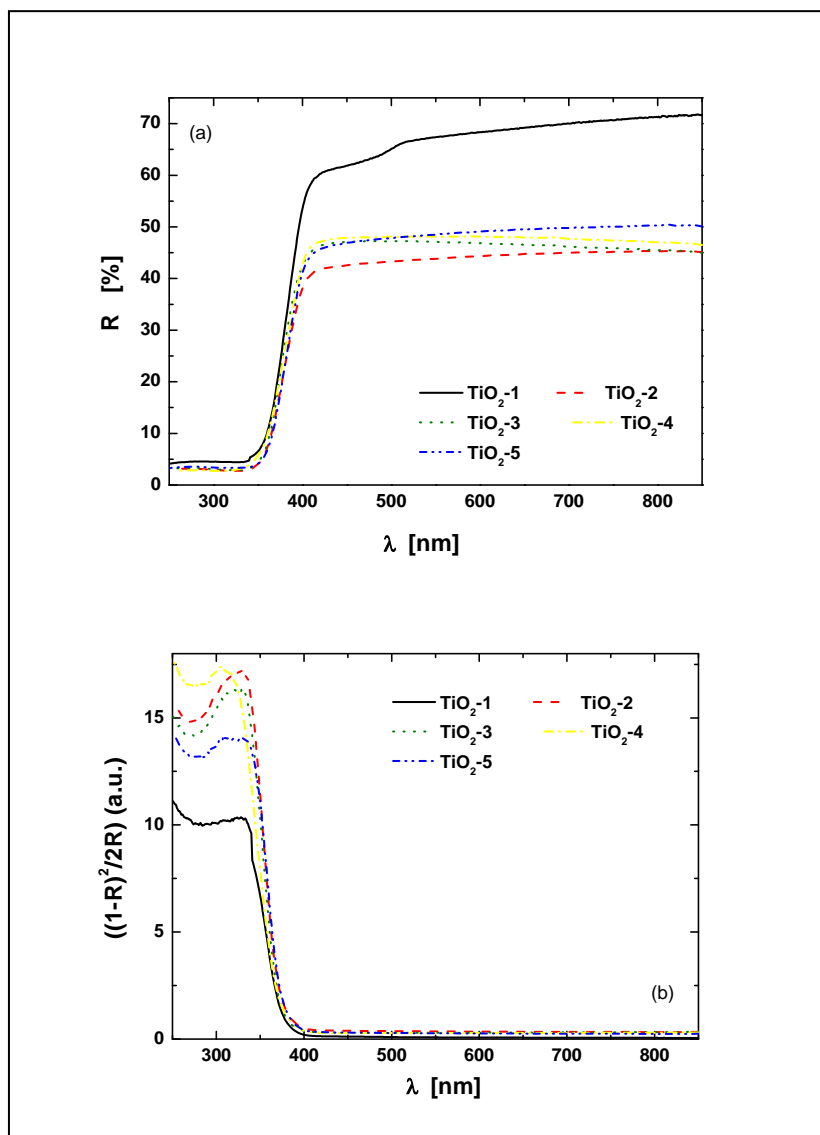 (a)
70
60
50
40
30
20
10
0
R [%]
TiO₂-1 TiO₂-2
TiO₂-3 TiO₂-4
TiO₂-5
300 400 500 600 700 800
λ [nm]
15
10
5
0
((1-R)²/2R) (a.u.)
TiO₂-1 TiO₂-2
TiO₂-3 TiO₂-4
TiO₂-5
(b)
300 400 500 600 700 800
λ [nm]